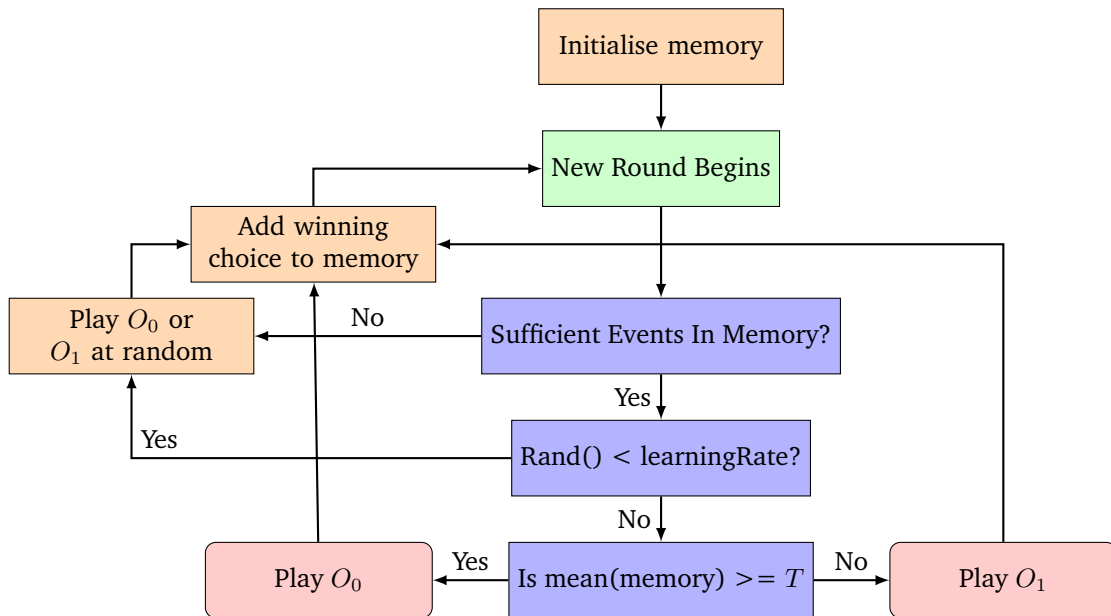 Initialise memory
New Round Begins
Add winning
choice to memory
Play O₀ or
O₁ at random
No
Sufficient Events In Memory?
Yes
Yes
Rand() < learningRate?
No
Play O₀
Yes
Is mean(memory) >= T
No
Play O₁